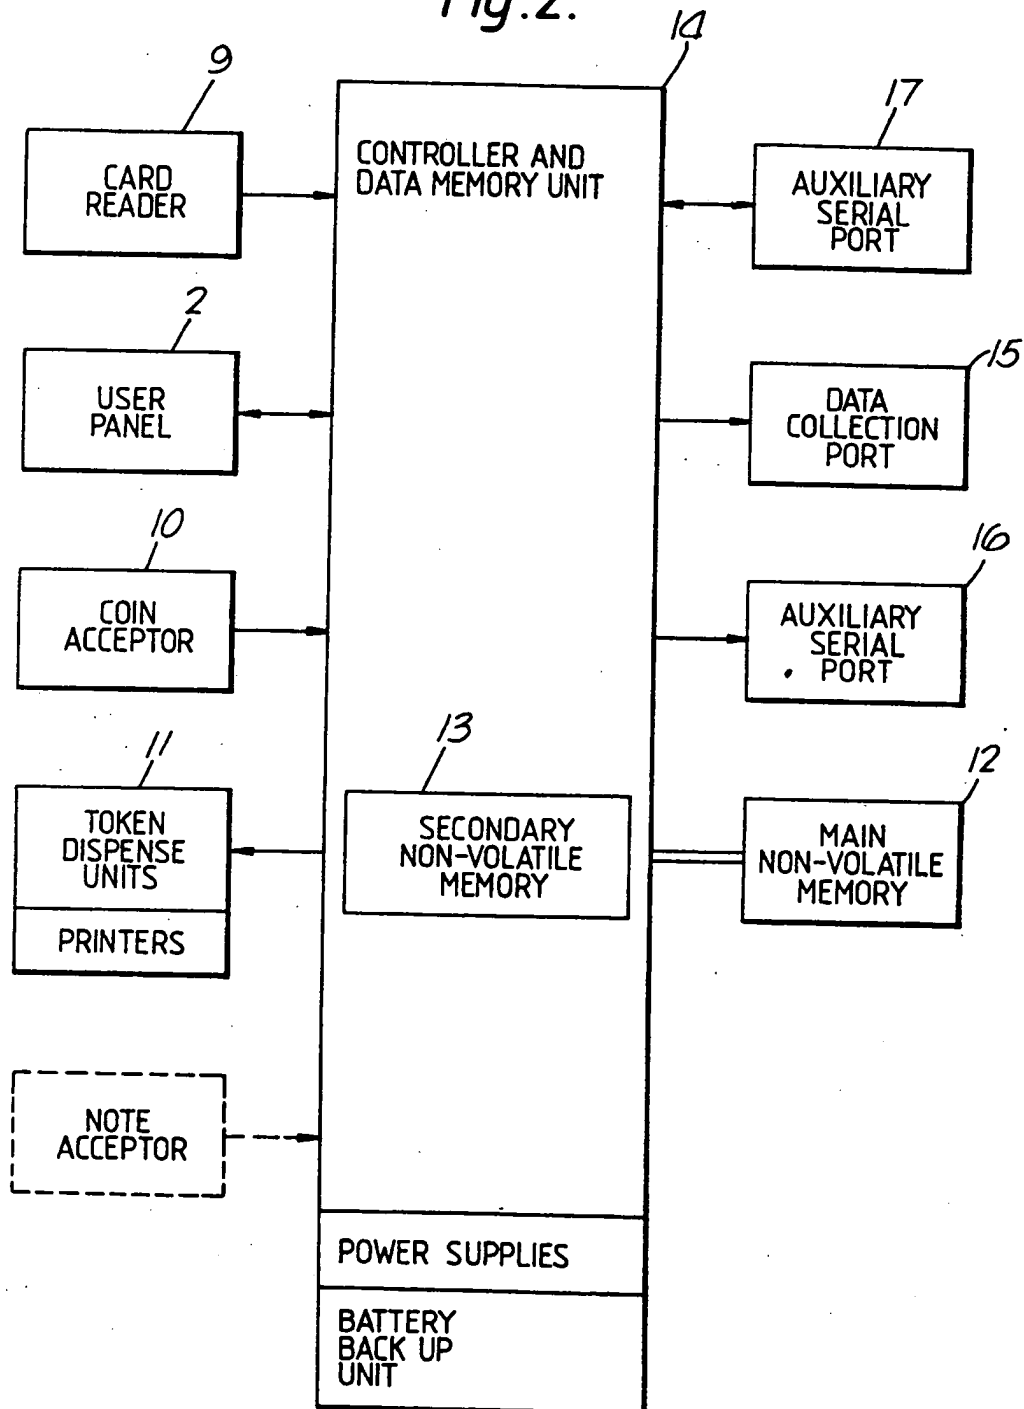 Fig.2.
14
9
17
CARD
READER
CONTROLLER AND
DATA MEMORY UNIT
AUXILIARY
SERIAL
PORT
2
15
USER
PANEL
DATA
COLLECTION
PORT
10
16
COIN
ACCEPTOR
AUXILIARY
SERIAL
PORT
11
13
12
TOKEN
DISPENSE
UNITS
SECONDARY
NON-VOLATILE
MEMORY
MAIN
NON-VOLATILE
MEMORY
PRINTERS
NOTE
ACCEPTOR
POWER SUPPLIES
BATTERY
BACK UP
UNIT